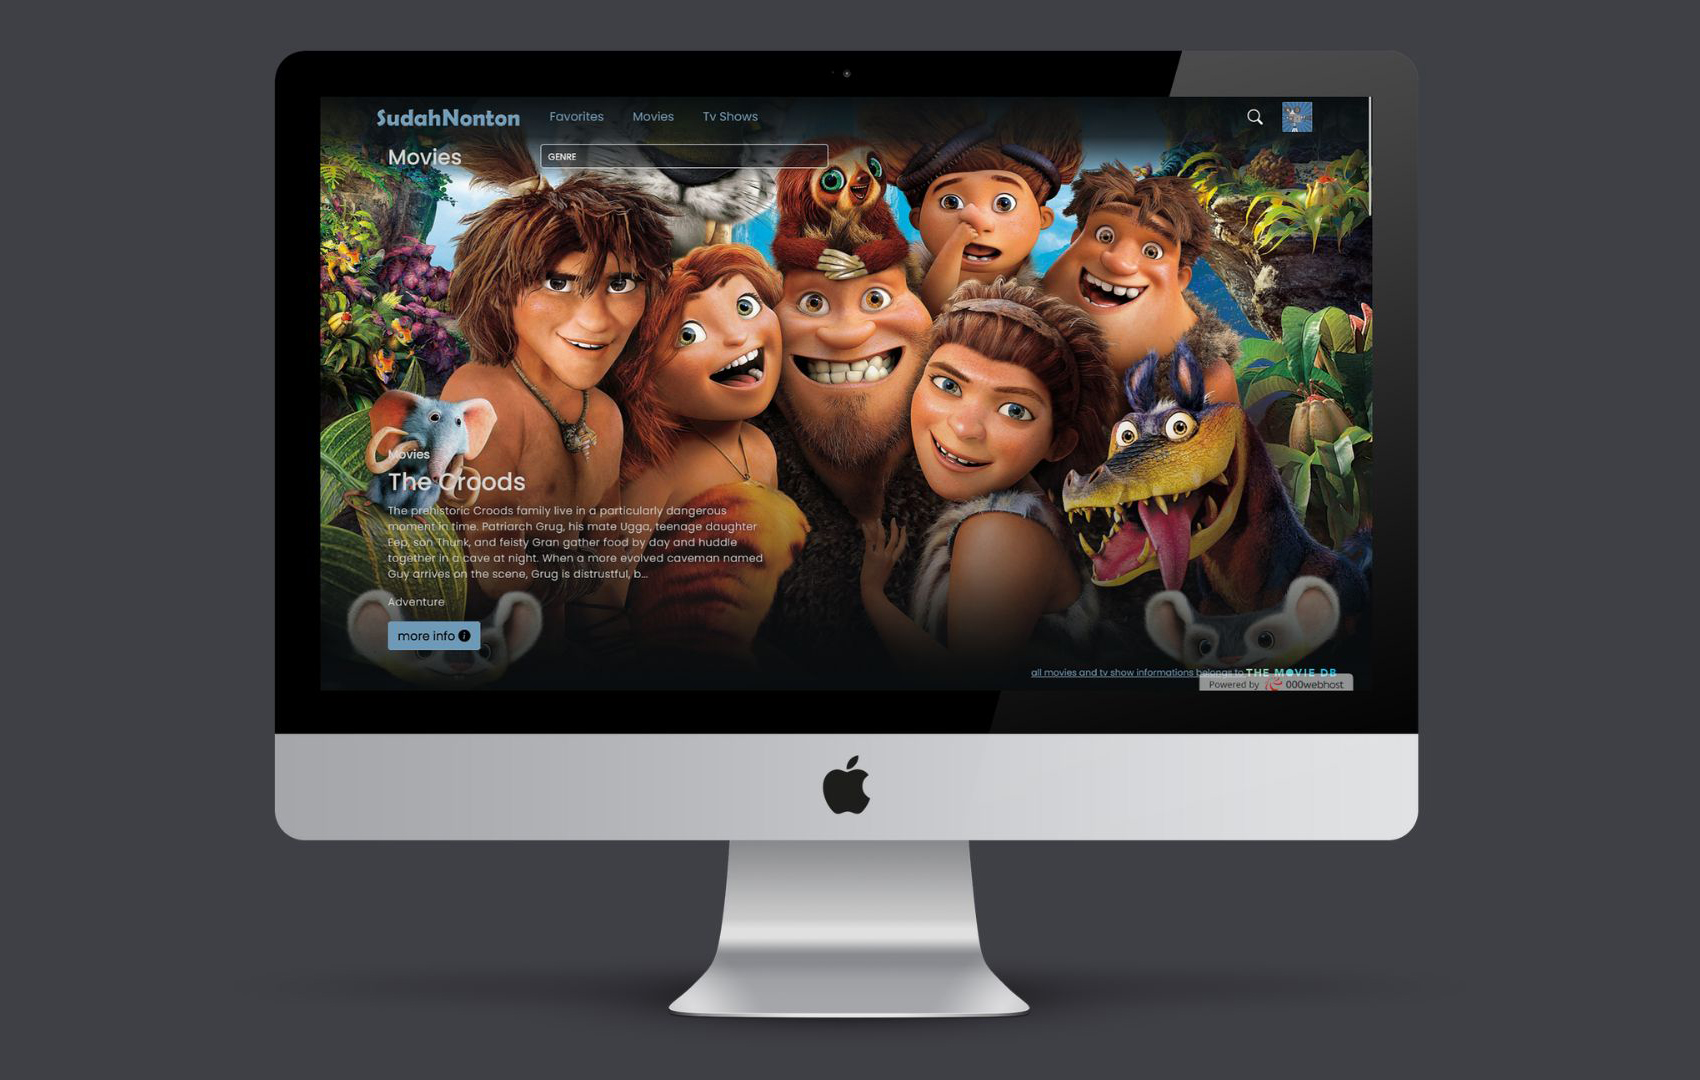 SudahNonton Favorites Movies Tv Shows
Movies GENRE
Movies
The Croods
The prehistoric Croods family live in a particularly dangerous
moment in time. Patriarch Grug, his mate Ugga, teenage daughter
Eep, son Thunk, and feisty Gran gather food by day and huddle
together in a cave at night. When a more evolved caveman named
Guy arrives on the scene, Grug is distrustful, b...
Adventure
more info i
all movies and tv show informations belongs to THE MOVIE DB
Powered by 000webhost